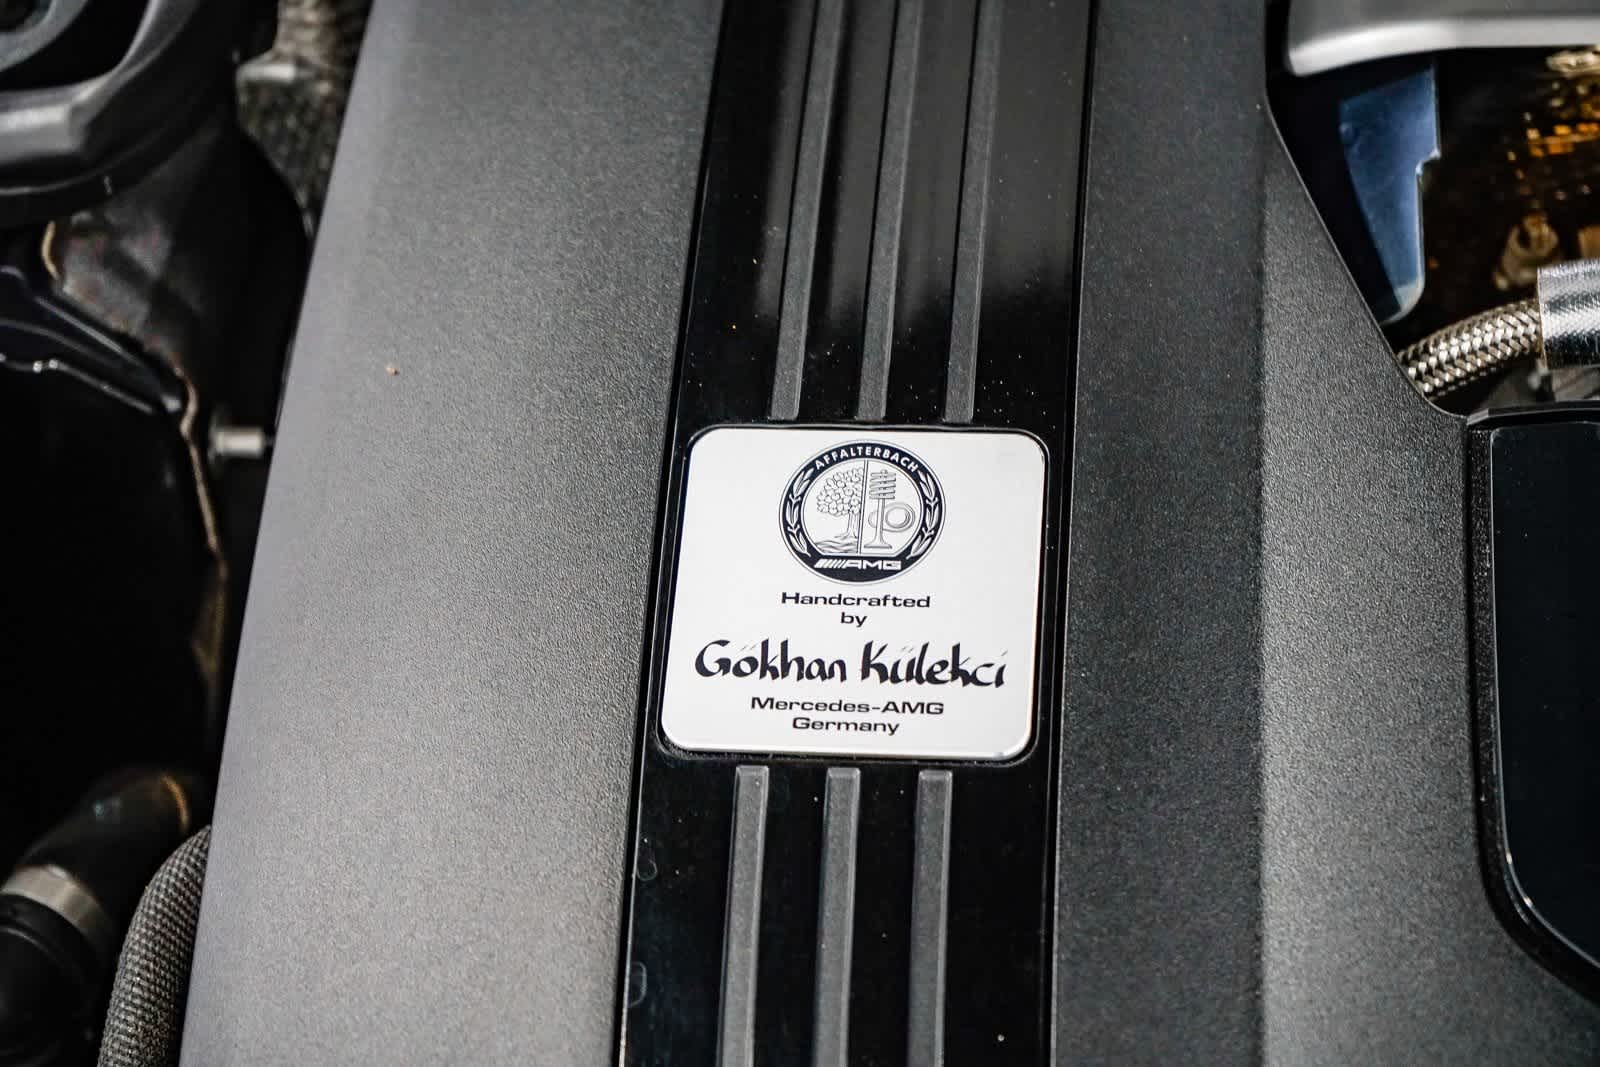 AFFALTERBACH
AMG
Handcrafted
by
Gökhan Külekci
Mercedes-AMG
Germany